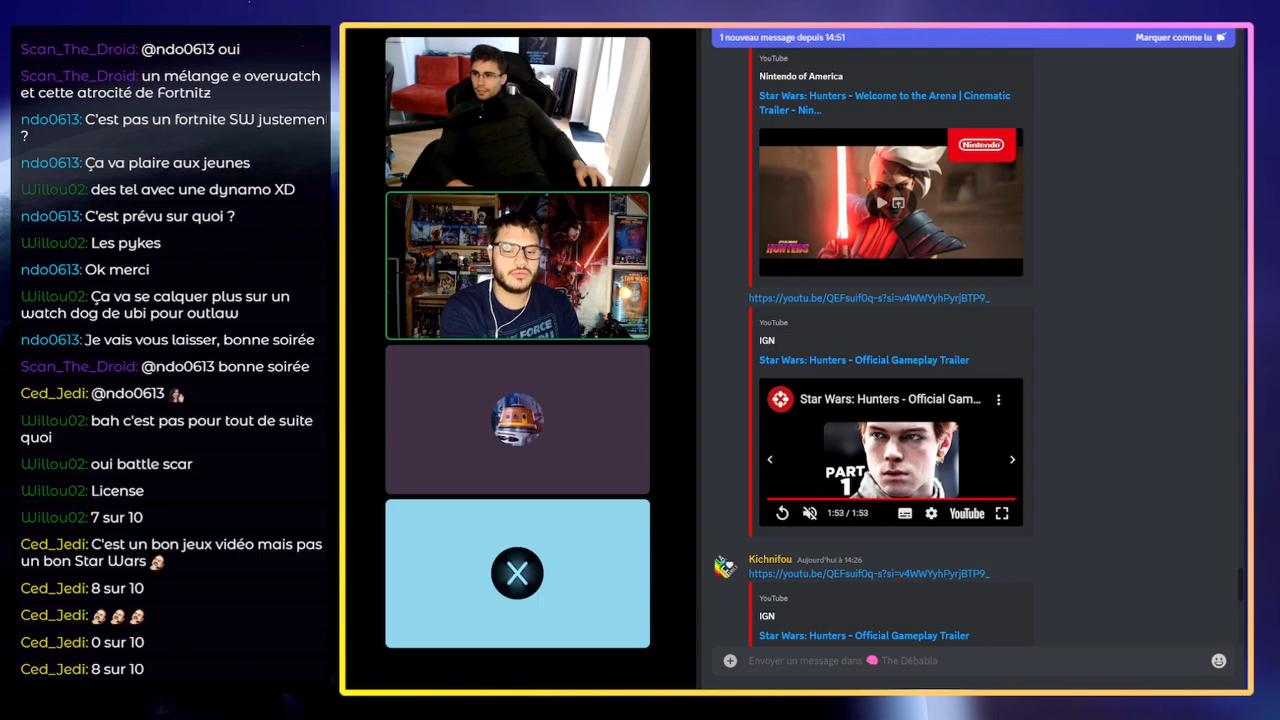 Scan_The_Droid: @ndo0613 oui
Scan_The_Droid: un mélange e overwatch
et cette atrocité de Fornitz
ndo0613: C'est pas un fortnite SW justemen
?
ndo0613: Ça va plaire aux jeunes
Willou02: des tel avec une dynamo XD
ndo0613: C'est prévu sur quoi ?
Willou02: Les pykes
ndo0613: Ok merci
Willou02: Ça va se calquer plus sur un
watch dog de ubi pour outlaw
ndo0613: Je vais vous laisser, bonne soirée
Scan_The_Droid: @ndo0613 bonne soirée
Ced_Jedi: @ndo0613
Willou02: bah c'est pas pour tout de suite
quoi
Willou02: oui battle scar
Willou02: License
Willou02: 7 sur 10
Ced_Jedi: C'est un bon jeux vidéo mais pas
un bon Star Wars
Ced_Jedi: 8 sur 10
Ced_Jedi:
Ced_Jedi: 0 sur 10
Ced_Jedi: 8 sur 10
FORCE
STAR WARS
X
1 nouveau message depuis 14:51
Marquer comme lu
YouTube
Nintendo of America
Star Wars: Hunters - Welcome to the Arena | Cinematic
Trailer - Nin...
Nintendo
HUNTERS
https://youtu.be/QEFsuif0q-s?si=v4WWYyhPyrjBTP9_
YouTube
IGN
Star Wars: Hunters - Official Gameplay Trailer
Star Wars: Hunters - Official Gam...
PART
1
1:53 / 1:53
YouTube
Kichnifou Aujourd'hui à 14:26
https://youtu.be/QEFsuif0q-s?si=v4WWYyhPyrjBTP9_
YouTube
IGN
Star Wars: Hunters - Official Gameplay Trailer
Envoyer un message dans 🧠 The Débabla